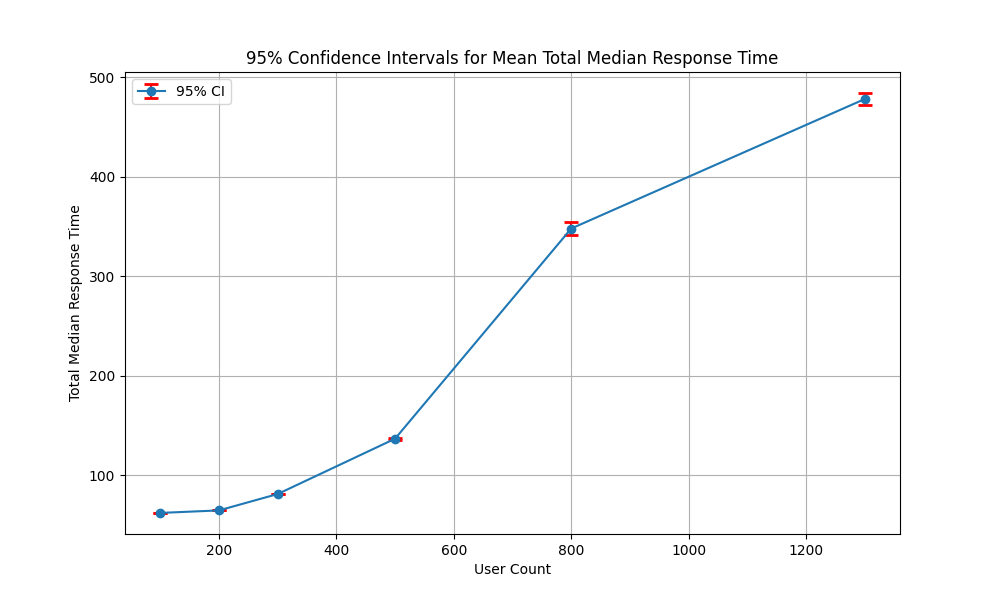 95% Confidence Intervals for Mean Total Median Response Time
95% CI
500
400
300
200
100
Total Median Response Time
200 400 600 800 1000 1200
User Count